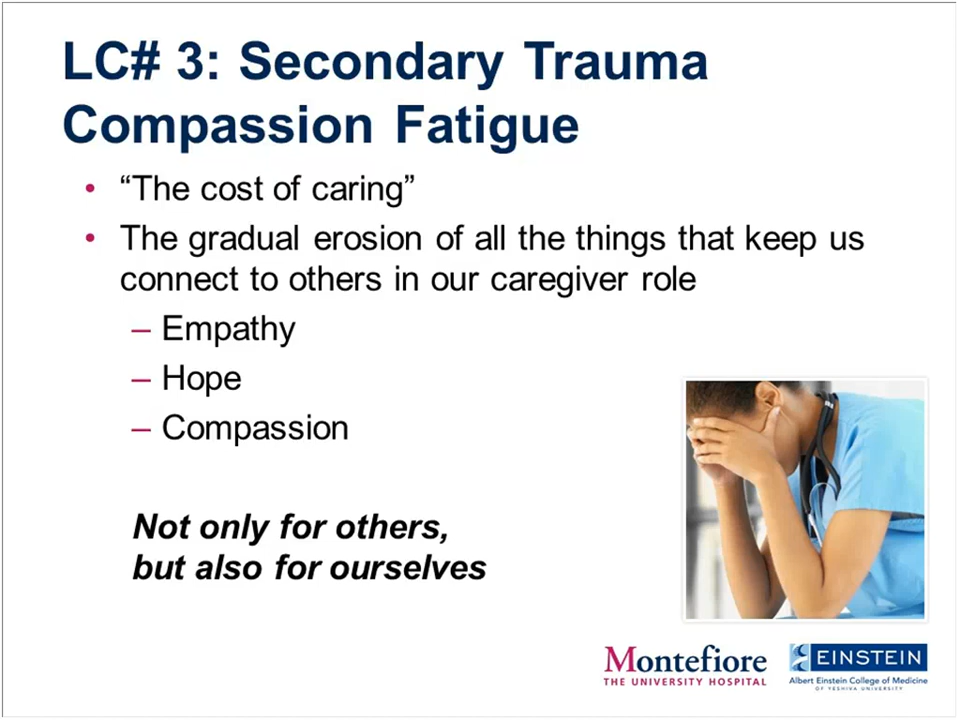 LC# 3: Secondary Trauma
Compassion Fatigue
• “The cost of caring”
• The gradual erosion of all the things that keep us
connect to others in our caregiver role
– Empathy
– Hope
– Compassion
Not only for others,
but also for ourselves
Montefiore
THE UNIVERSITY HOSPITAL
EINSTEIN
Albert Einstein College of Medicine
OF YESHIVA UNIVERSITY